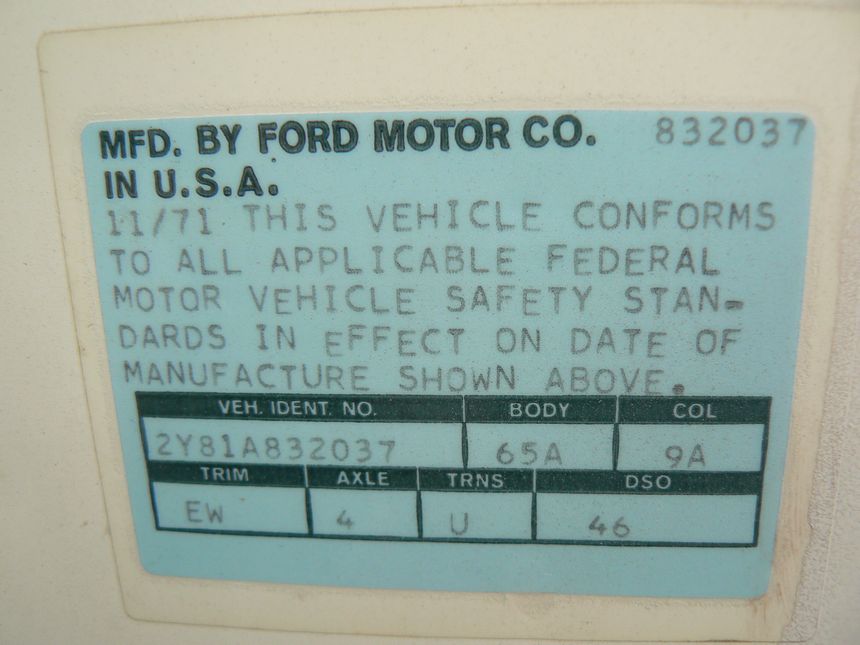 MFD. BY FORD MOTOR CO. 832037
IN U.S.A.
11/71 THIS VEHICLE CONFORMS
TO ALL APPLICABLE FEDERAL
MOTOR VEHICLE SAFETY STAN-
DARDS IN EFFECT ON DATE OF
MANUFACTURE SHOWN ABOVE.
VEH. IDENT. NO. BODY COL
2Y81A832037 65A 9A
TRIM AXLE TRNS DSO
EW 4 U 46